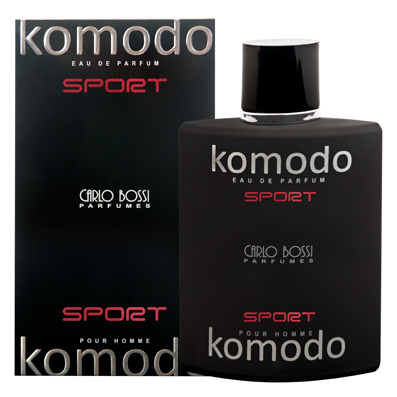 komodo
EAU DE PARFUM
SPORT
CARLO BOSSI
PARFUMES
SPORT
POUR HOMME
komodo
komodo
EAU DE PARFUM
SPORT
CARLO BOSSI
PARFUMES
SPORT
POUR HOMME
komodo